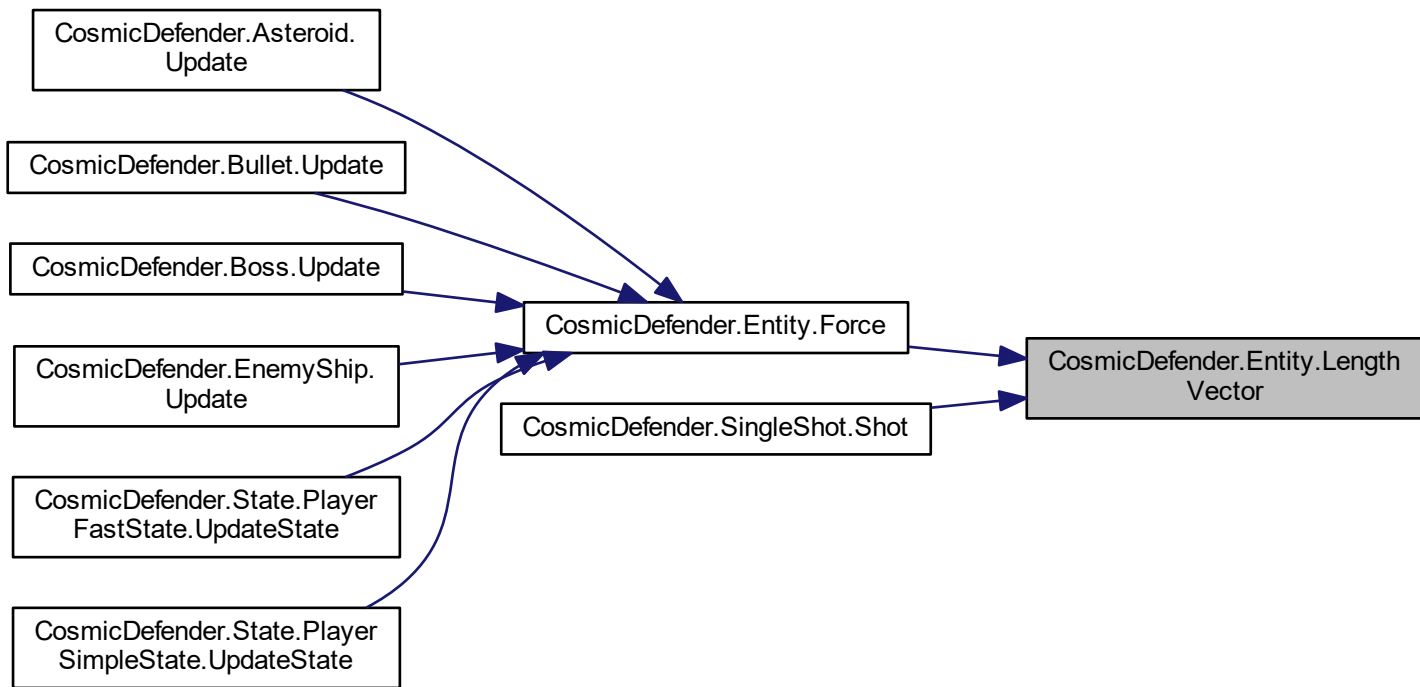 CosmicDefender.Asteroid.
Update
CosmicDefender.Bullet.Update
CosmicDefender.Boss.Update
CosmicDefender.EnemyShip.
Update
CosmicDefender.State.Player
FastState.UpdateState
CosmicDefender.State.Player
SimpleState.UpdateState
CosmicDefender.Entity.Force
CosmicDefender.SingleShot.Shot
CosmicDefender.Entity.Length
Vector